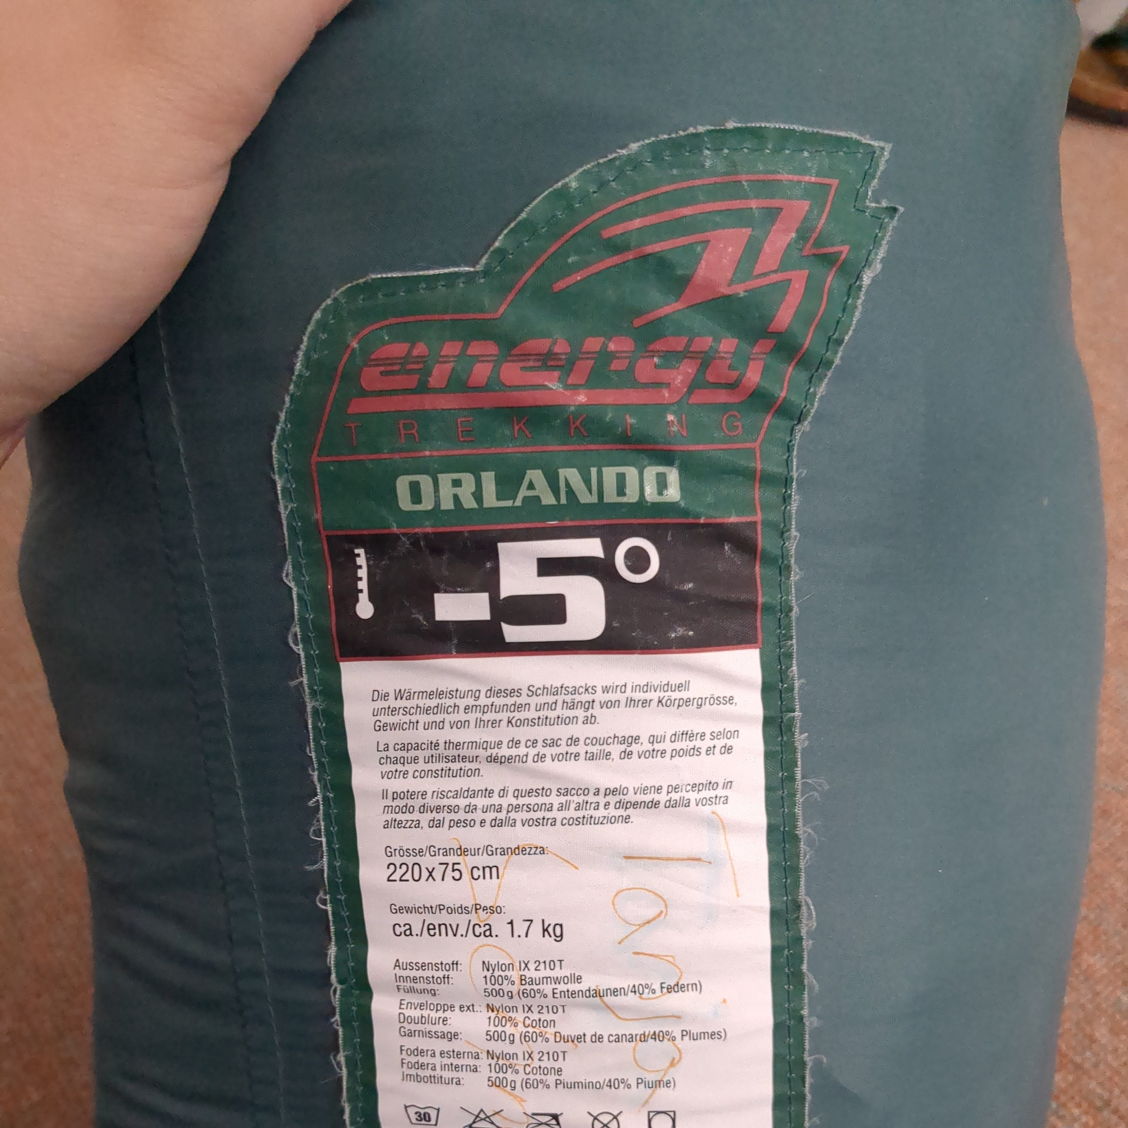 energy
TREKKING
ORLANDO
-5°
Die Wärmeleistung dieses Schlafsacks wird individuell
unterschiedlich empfunden und hängt von Ihrer Körpergrösse,
Gewicht und von Ihrer Konstitution ab.
La capacité thermique de ce sac de couchage, qui diffère selon
chaque utilisateur, dépend de votre taille, de votre poids et de
votre constitution.
Il potere riscaldante di questo sacco a pelo viene percepito in
modo diverso da una persona all'altra e dipende dalla vostra
altezza, dal peso e dalla vostra costituzione.
Grösse/Grandeur/Grandezza:
220x75 cm
Gewicht/Poids/Peso:
ca./env./ca. 1.7 kg
Aussenstoff: Nylon IX 210T
Innenstoff: 100% Baumwolle
Füllung: 500g (60% Entendaunen/40% Federn)
Enveloppe ext.: Nylon IX 210T
Doublure: 100% Coton
Garnissage: 500g (60% Duvet de canard/40% Plumes)
Fodera esterna: Nylon IX 210T
Fodera interna: 100% Cotone
Imbottitura: 500g (60% Piumino/40% Piume)
30